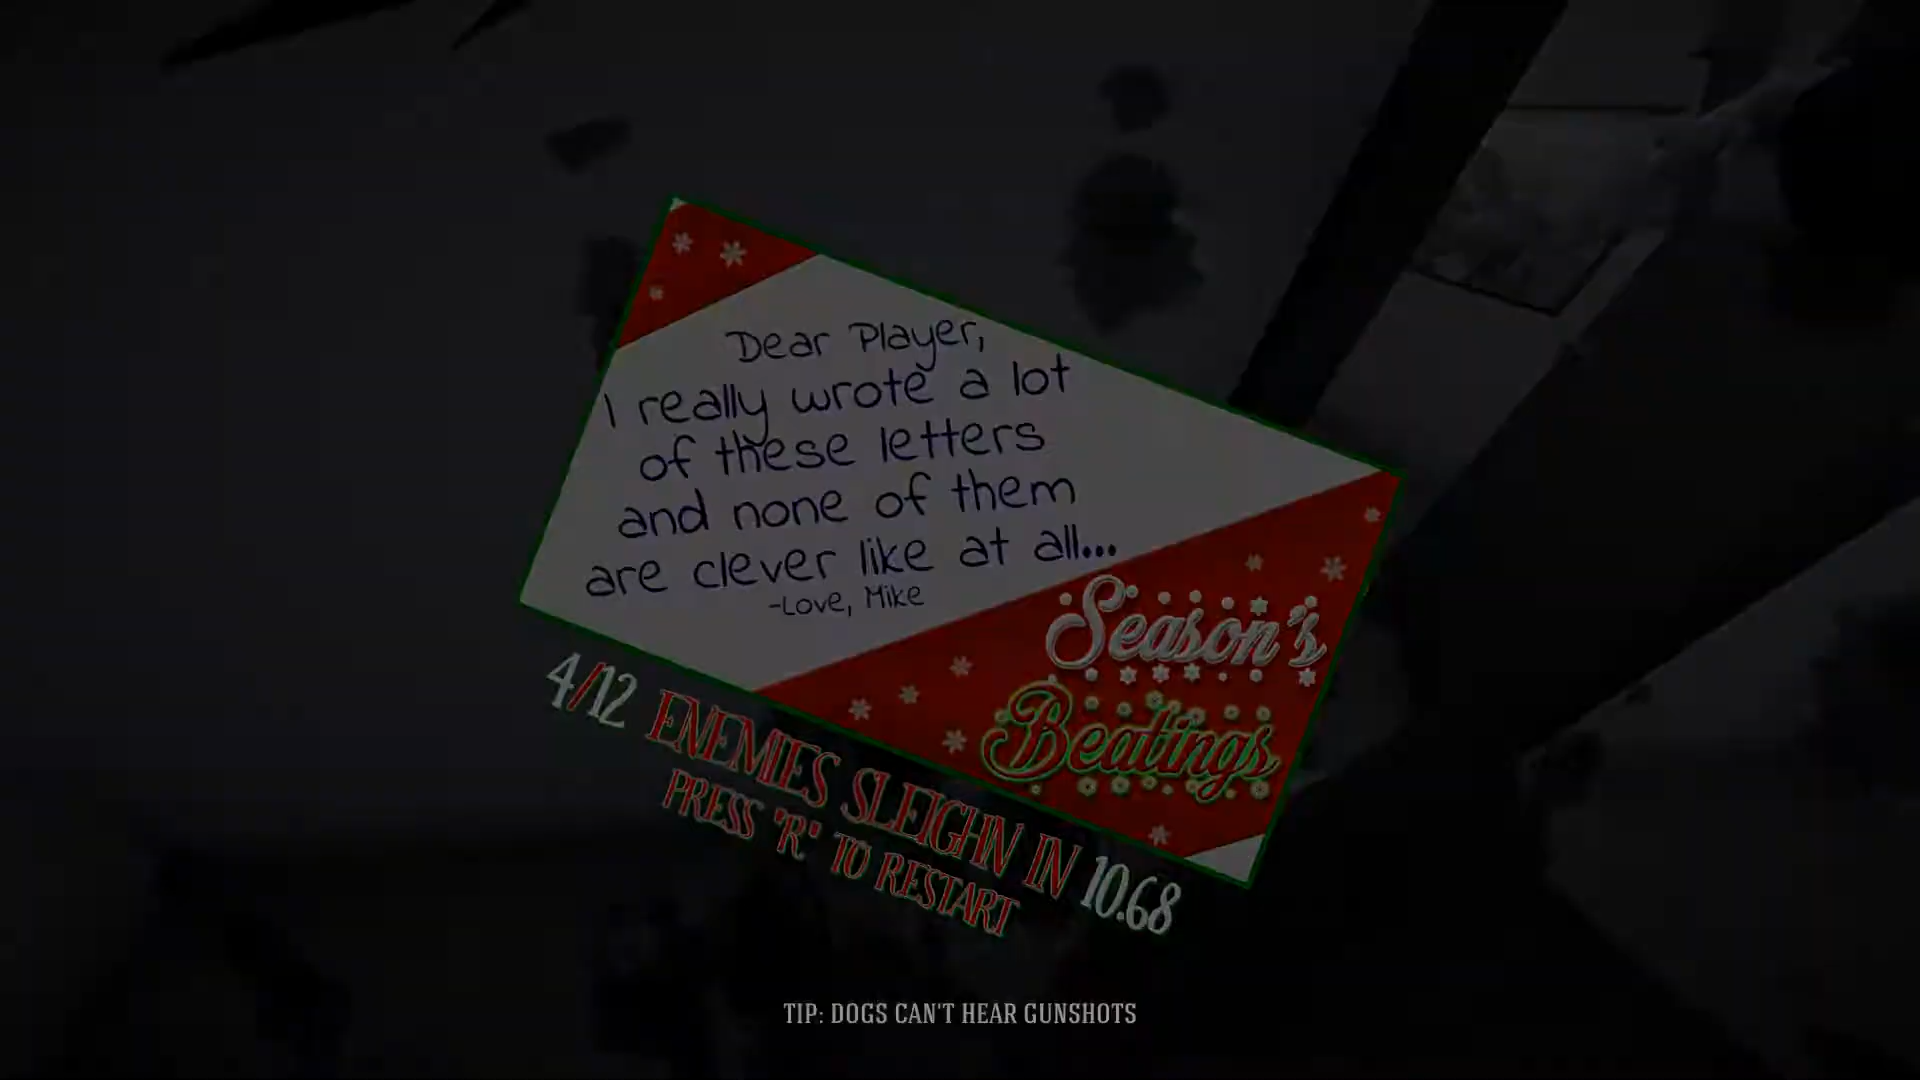 Dear Player,
I really wrote a lot
of these letters
and none of them
are clever like at all...
-Love, Mike
Season's
Beatings
4/12 ENEMIES SLEIGHN IN 10.68
PRESS "R" TO RESTART
TIP: DOGS CAN'T HEAR GUNSHOTS